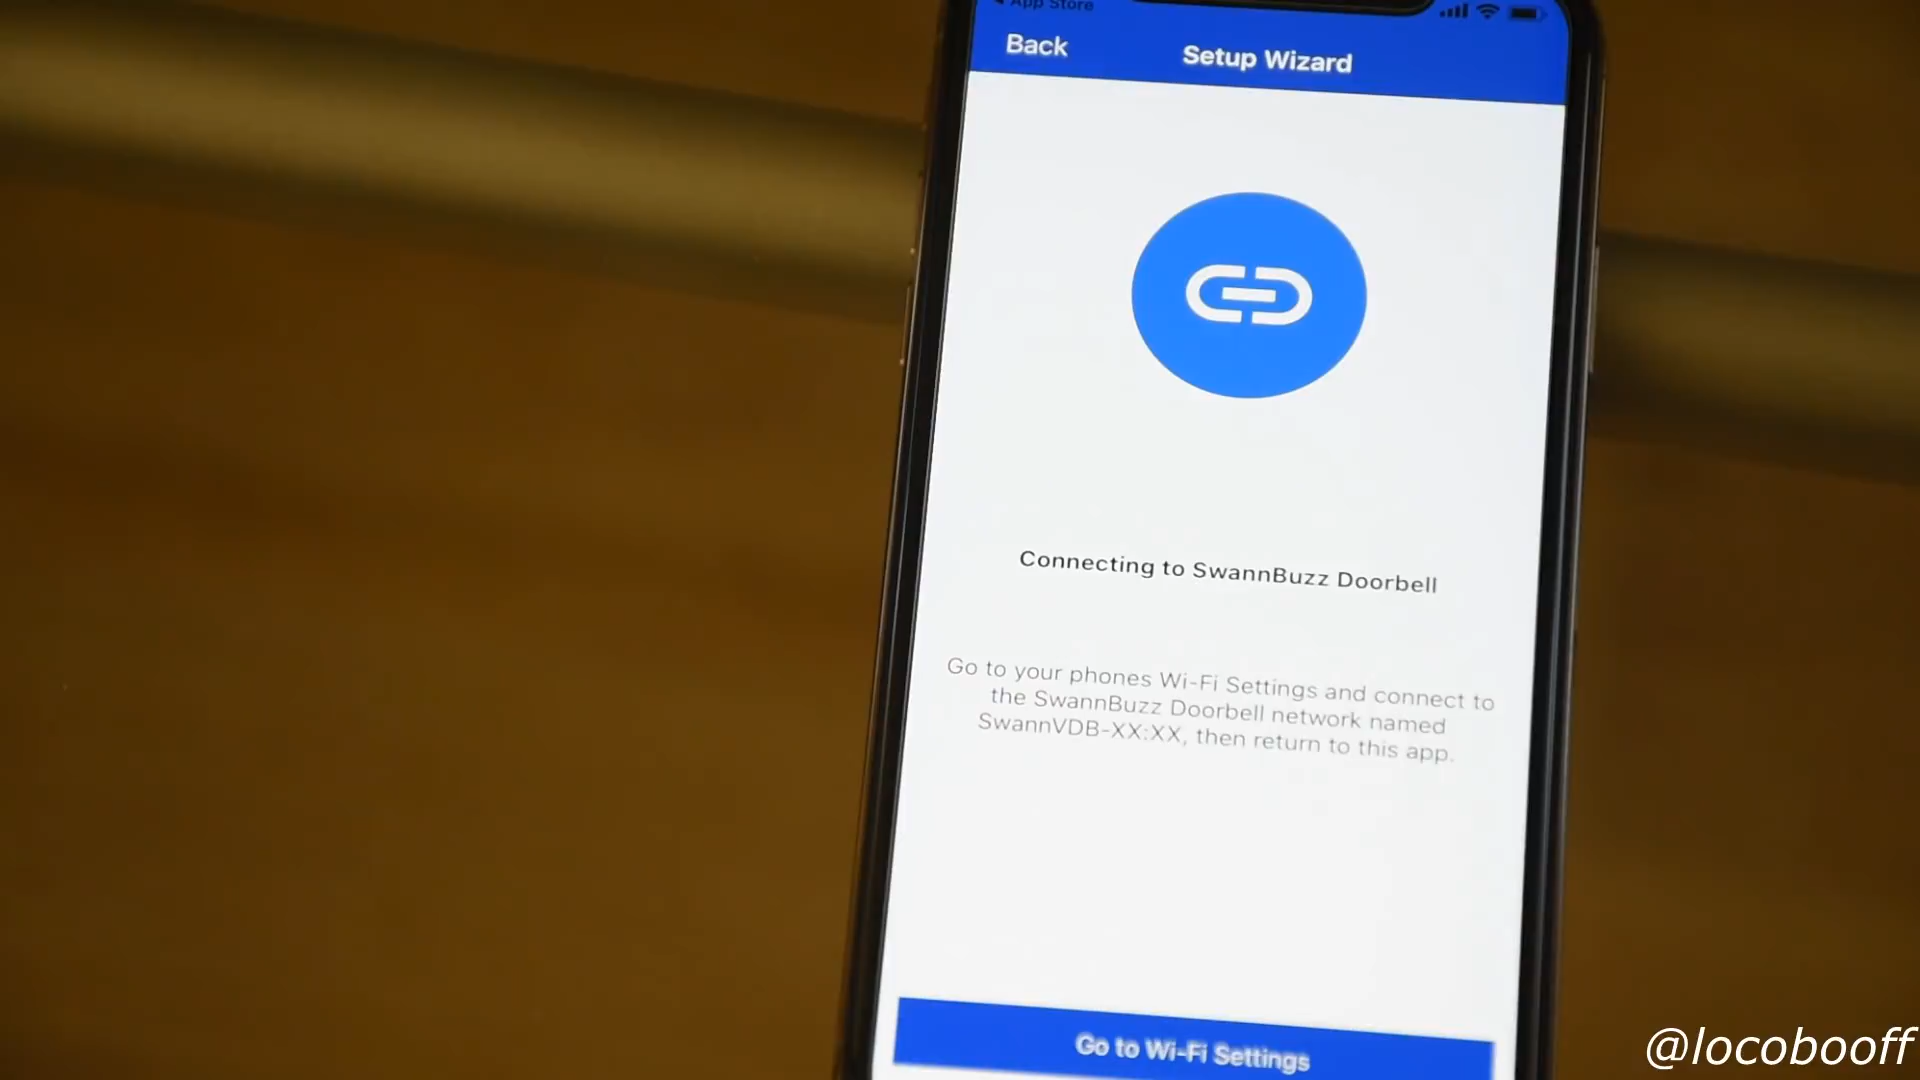 App Store
Back
Setup Wizard
Connecting to SwannBuzz Doorbell
Go to your phones Wi-Fi Settings and connect to
the SwannBuzz Doorbell network named
SwannVDB-XX:XX, then return to this app.
Go to Wi-Fi Settings
@locobooff